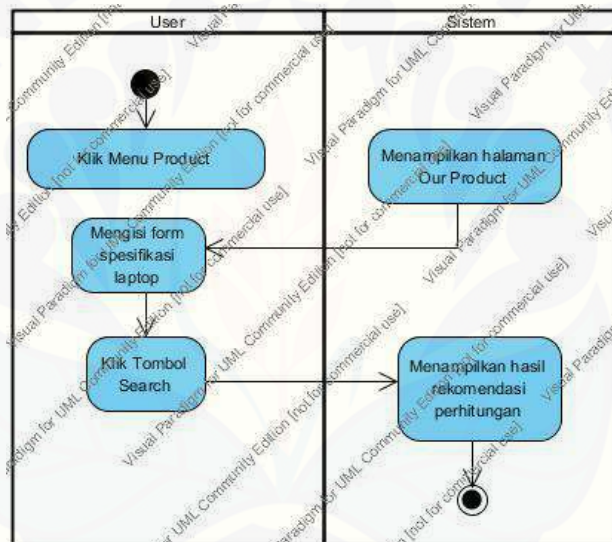 User
Sistem
Klik Menu Product
Menampilkan halaman
Our Product
Mengisi form
spesifikasi
laptop
Klik Tombol
Search
Menampilkan hasil
rekomendasi
perhitungan
Visual Paradigm for UML Community Edition [not for commercial use]